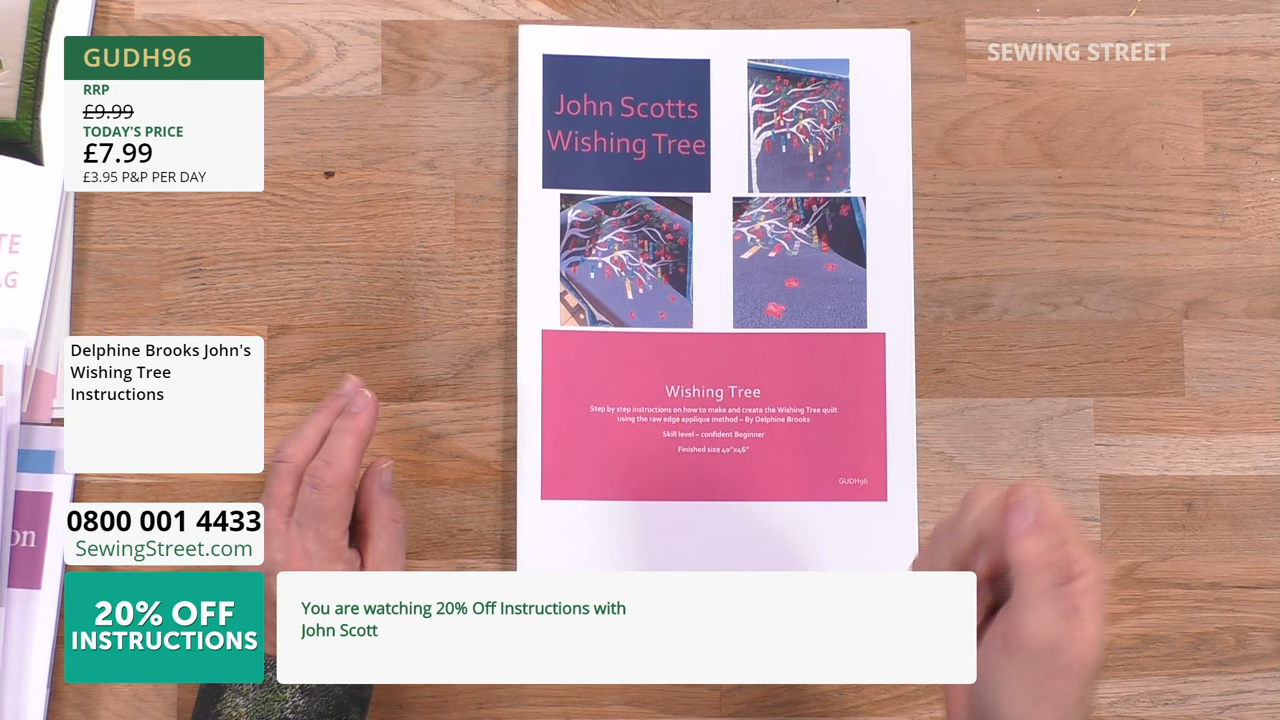 GUDH96
RRP
£9.99
TODAY'S PRICE
£7.99
£3.95 P&P PER DAY
SEWING STREET
John Scotts
Wishing Tree
Wishing Tree
Step by step instructions on how to make and create the Wishing Tree quilt
using the raw edge applique method – By Delphine Brooks
Skill level – confident Beginner
Finished size 40"x46"
GUDH96
TE
AG
on
Delphine Brooks John's
Wishing Tree
Instructions
0800 001 4433
SewingStreet.com
20% OFF
INSTRUCTIONS
You are watching 20% Off Instructions with
John Scott